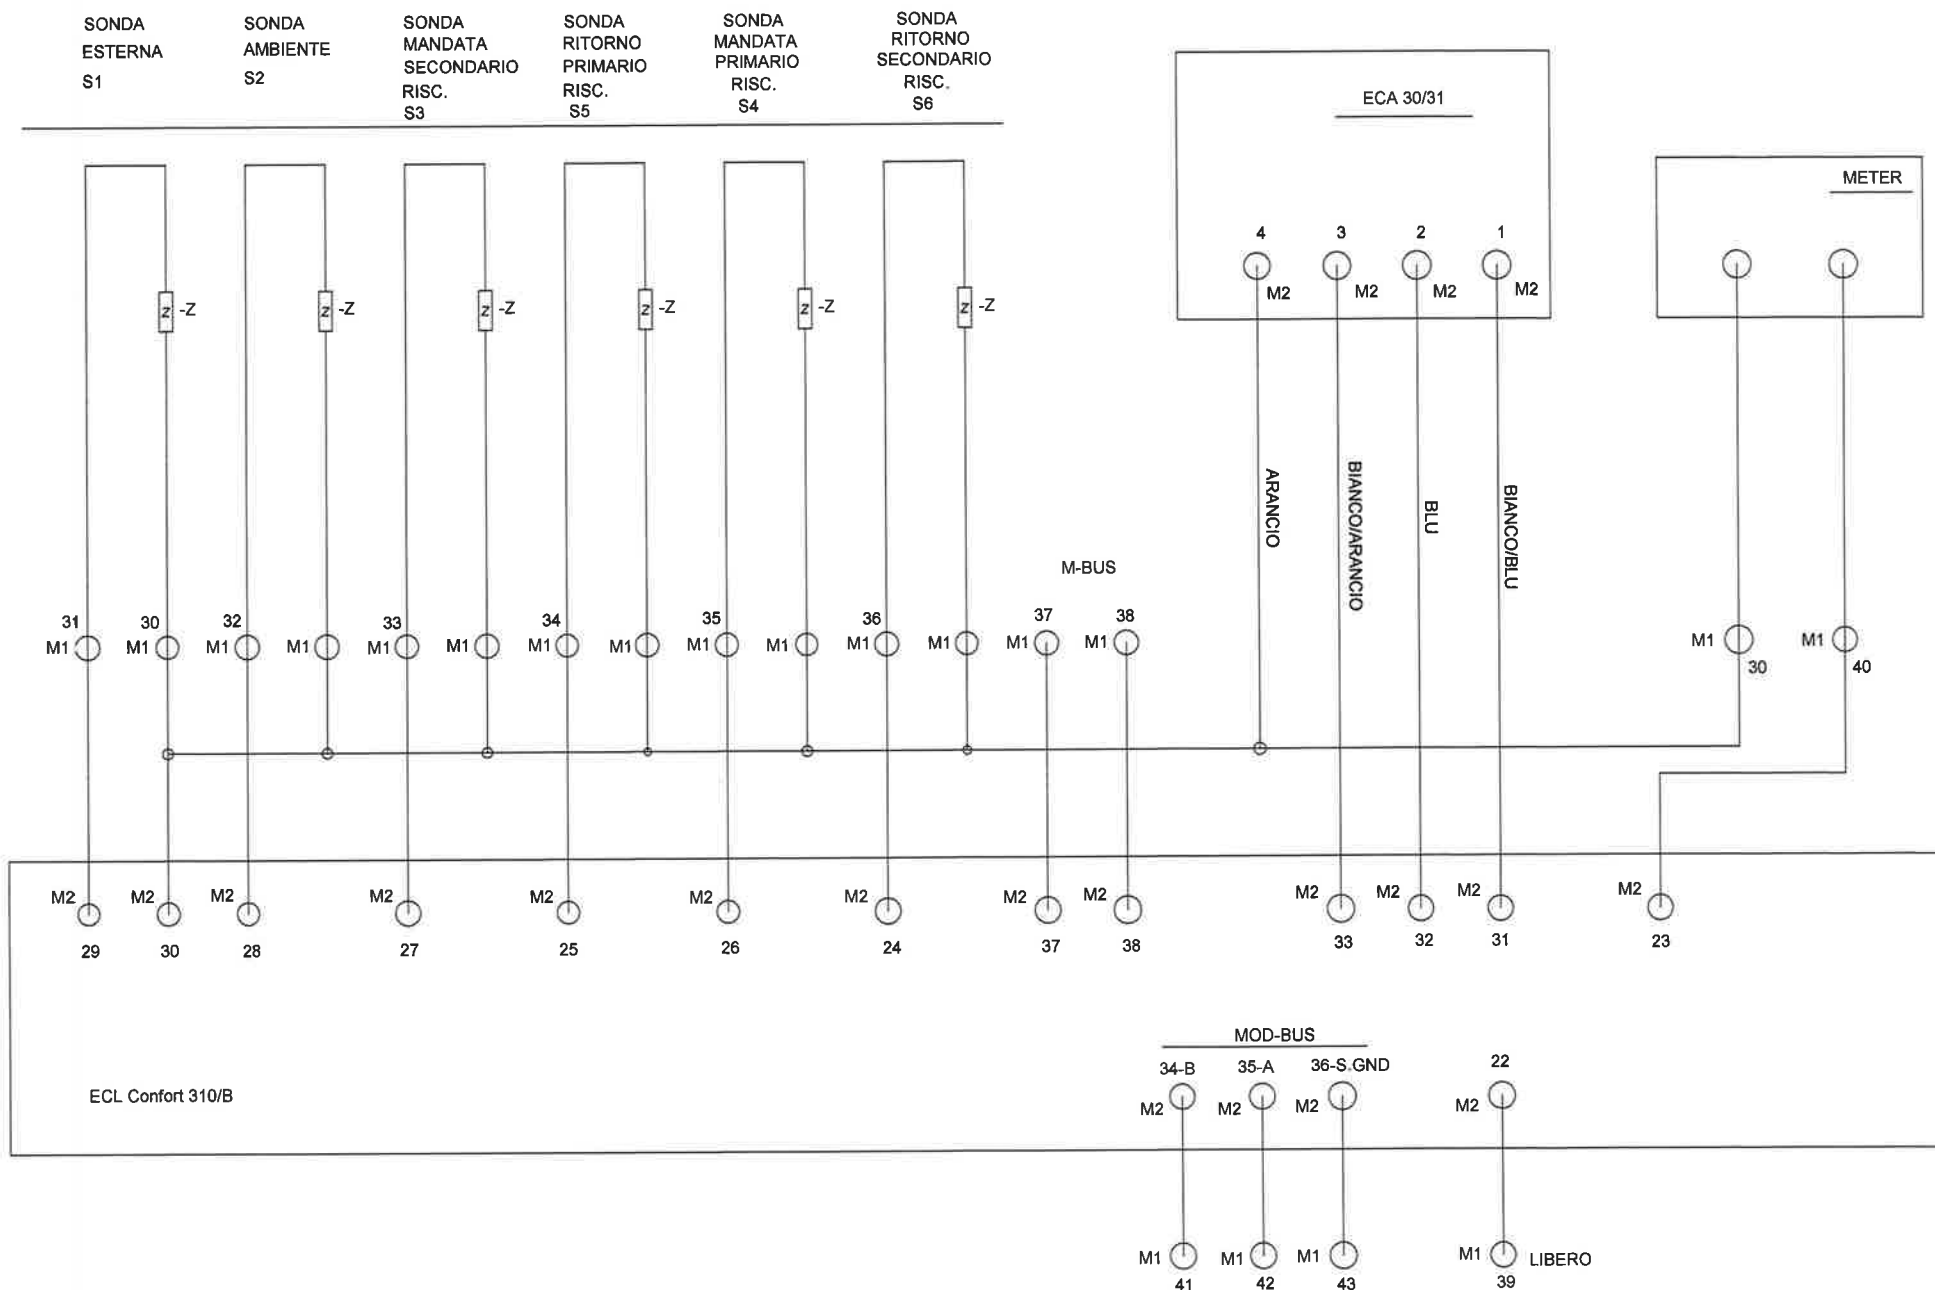 SONDA
ESTERNA
S1
SONDA
AMBIENTE
S2
SONDA
MANDATA
SECONDARIO
RISC.
S3
SONDA
RITORNO
PRIMARIO
RISC.
S5
SONDA
MANDATA
PRIMARIO
RISC.
S4
SONDA
RITORNO
SECONDARIO
RISC.
S6
ECA 30/31
METER
4 3 2 1
M2 M2 M2 M2
z -Z z -Z z -Z z -Z z -Z z -Z
ARANCIO
BIANCO/ARANCIO
BLU
BIANCO/BLU
M-BUS
31 30 32 33 34 35 36 37 38
M1 M1 M1 M1 M1 M1 M1 M1 M1 M1 M1 M1 M1 M1 M1 M1
30 40
M2 M2 M2 M2 M2 M2 M2 M2 M2 M2 M2 M2 M2
29 30 28 27 25 26 24 37 38 33 32 31 23
MOD-BUS
34-B 35-A 36-S.GND 22
M2 M2 M2 M2
ECL Confort 310/B
M1 M1 M1 M1 LIBERO
41 42 43 39